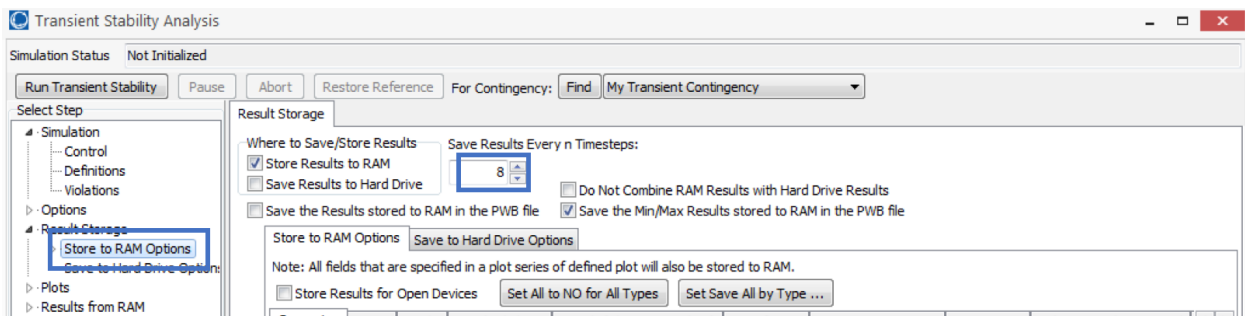 Transient Stability Analysis
Simulation Status Not Initialized
Run Transient Stability Pause Abort Restore Reference For Contingency: Find My Transient Contingency
Select Step
Simulation
Control
Definitions
Violations
Options
Result Storage
Store to RAM Options
Save to Hard Drive Option
Plots
Results from RAM
Result Storage
Where to Save/Store Results
Store Results to RAM
Save Results to Hard Drive
Save Results Every n Timesteps:
8
Do Not Combine RAM Results with Hard Drive Results
Save the Results stored to RAM in the PWB file
Save the Min/Max Results stored to RAM in the PWB file
Store to RAM Options Save to Hard Drive Options
Note: All fields that are specified in a plot series of defined plot will also be stored to RAM.
Store Results for Open Devices Set All to NO for All Types Set Save All by Type ...